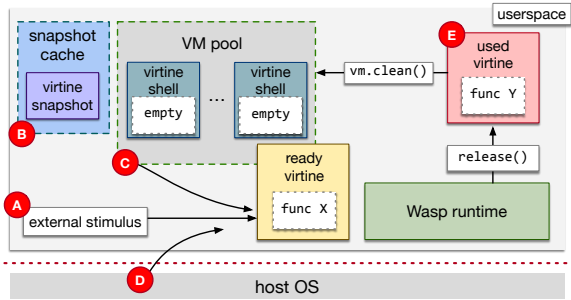 userspace
snapshot
cache
virtine
snapshot
B
VM pool
virtine
shell
empty
...
virtine
shell
empty
C
vm.clean()
E
used
virtine
func Y
release()
Wasp runtime
ready
virtine
func X
A
external stimulus
D
host OS